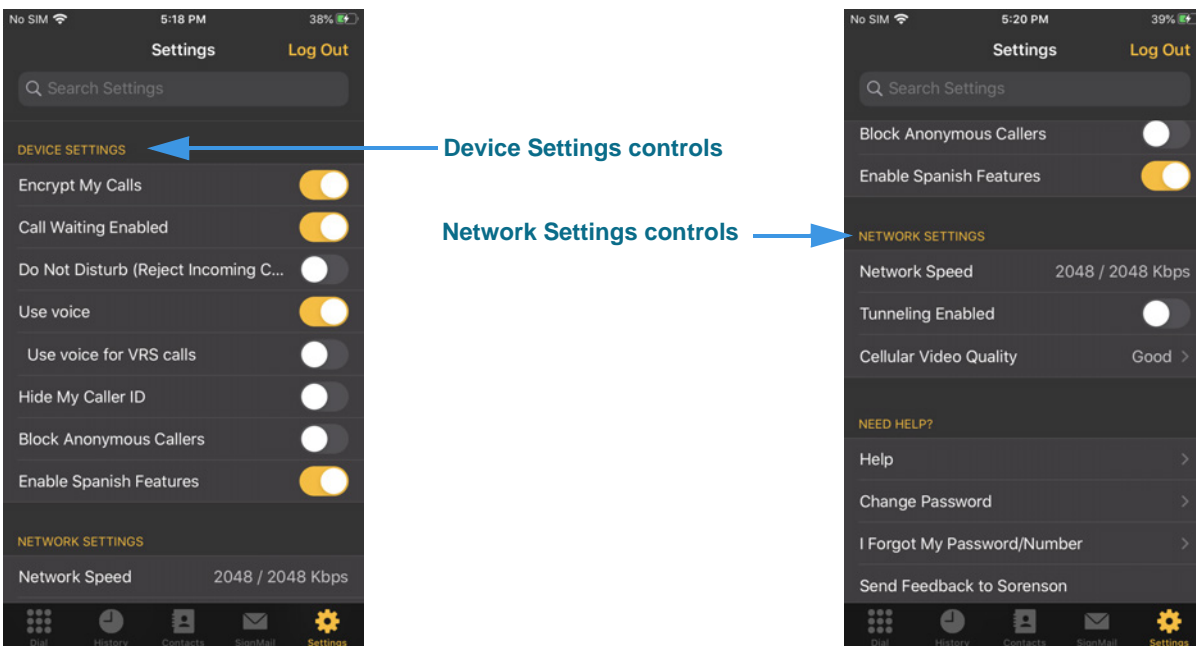 No SIM 5:18 PM 38%
Settings Log Out
Search Settings
DEVICE SETTINGS
Encrypt My Calls
Call Waiting Enabled
Do Not Disturb (Reject Incoming C...
Use voice
Use voice for VRS calls
Hide My Caller ID
Block Anonymous Callers
Enable Spanish Features
NETWORK SETTINGS
Network Speed 2048 / 2048 Kbps
Dial History Contacts SignMail Settings
Device Settings controls
Network Settings controls
No SIM 5:20 PM 39%
Settings Log Out
Search Settings
Block Anonymous Callers
Enable Spanish Features
NETWORK SETTINGS
Network Speed 2048 / 2048 Kbps
Tunneling Enabled
Cellular Video Quality Good
NEED HELP?
Help
Change Password
I Forgot My Password/Number
Send Feedback to Sorenson
Dial History Contacts SignMail Settings